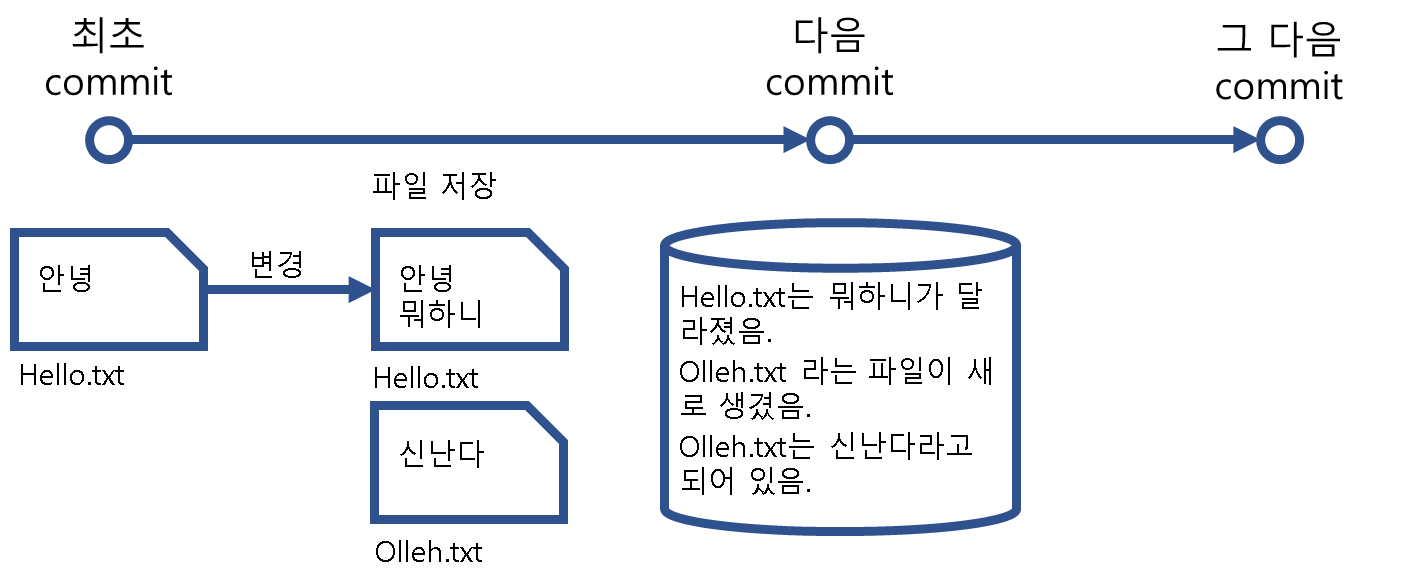 최초
commit
다음
commit
그 다음
commit
파일 저장
안녕
변경
안녕
뭐하니
Hello.txt
Hello.txt
신난다
Olleh.txt
Hello.txt는 뭐하니가 달
라졌음.
Olleh.txt 라는 파일이 새
로 생겼음.
Olleh.txt는 신난다라고
되어 있음.